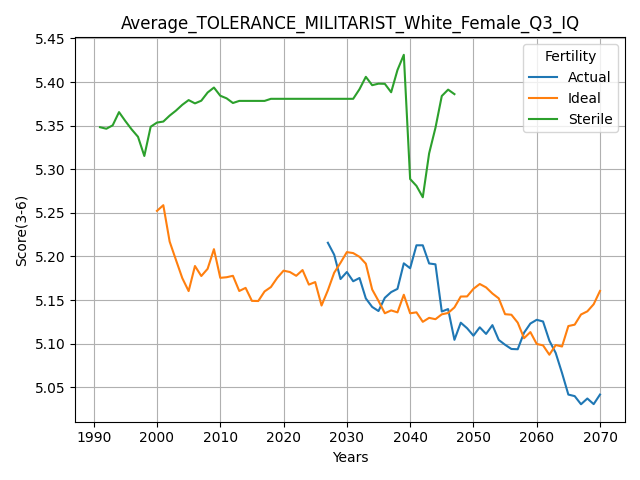 Average_TOLERANCE_MILITARIST_White_Female_Q3_IQ
5.45
5.40
5.35
5.30
5.25
5.20
5.15
5.10
5.05
Score(3-6)
Fertility
Actual
Ideal
Sterile
1990 2000 2010 2020 2030 2040 2050 2060 2070
Years